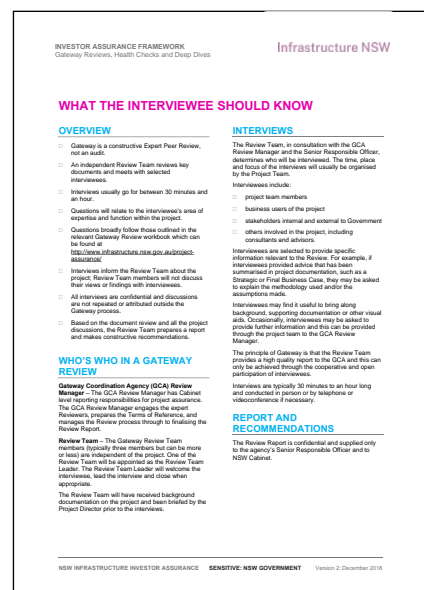 INVESTOR ASSURANCE FRAMEWORK
Gateway Reviews, Health Checks and Deep Dives
Infrastructure NSW
WHAT THE INTERVIEWEE SHOULD KNOW
OVERVIEW
Gateway is a constructive Expert Peer Review,
not an audit.
An independent Review Team reviews key
documents and meets with selected
interviewees.
Interviews usually go for between 30 minutes and
an hour.
Questions will relate to the interviewee's area of
expertise and function within the project.
Questions broadly follow those outlined in the
relevant Gateway Review workbook which can
be found at
http://www.infrastructure.nsw.gov.au/project-
assurance/
Interviews inform the Review Team about the
project; Review Team members will not discuss
their views or findings with interviewees.
All interviews are confidential and discussions
are not repeated or attributed outside the
Gateway process.
Based on the document review and all the project
discussions, the Review Team prepares a report
and makes constructive recommendations.
WHO'S WHO IN A GATEWAY
REVIEW
Gateway Coordination Agency (GCA) Review
Manager – The GCA Review Manager has Cabinet
level reporting responsibilities for project assurance.
The GCA Review Manager engages the expert
Reviewers, prepares the Terms of Reference, and
manages the Review process through to finalising the
Review Report.
Review Team – The Gateway Review Team
members (typically three members but can be more
or less) are independent of the project. One of the
Review Team will be appointed as the Review Team
Leader. The Review Team Leader will welcome the
interviewee, lead the interview and close when
appropriate.
The Review Team will have received background
documentation on the project and been briefed by the
Project Director prior to the interviews.
INTERVIEWS
The Review Team, in consultation with the GCA
Review Manager and the Senior Responsible Officer,
determines who will be interviewed. The time, place
and focus of the interviews will usually be organised
by the Project Team.
Interviewees include:
project team members
business users of the project
stakeholders internal and external to Government
others involved in the project, including
consultants and advisors.
Interviewees are selected to provide specific
information relevant to the Review. For example, if
interviewees provided advice that has been
summarised in project documentation, such as a
Strategic or Final Business Case, they may be asked
to explain the methodology used and/or the
assumptions made.
Interviewees may find it useful to bring along
background, supporting documentation or other visual
aids. Occasionally, interviewees may be asked to
provide further information and this can be provided
through the project team to the GCA Review
Manager.
The principle of Gateway is that the Review Team
provides a high quality report to the GCA and this can
only be achieved through the cooperative and open
participation of interviewees.
Interviews are typically 30 minutes to an hour long
and conducted in person or by telephone or
videoconference if necessary.
REPORT AND
RECOMMENDATIONS
The Review Report is confidential and supplied only
to the agency's Senior Responsible Officer and to
NSW Cabinet.
NSW INFRASTRUCTURE INVESTOR ASSURANCE SENSITIVE: NSW GOVERNMENT Version 2: December 2018